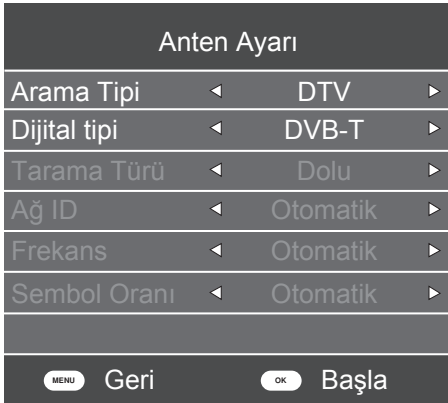 Anten Ayarı
Arama Tipi DTV
Dijital tipi DVB-T
Tarama Türü Dolu
Ağ ID Otomatik
Frekans Otomatik
Sembol Oranı Otomatik
MENU Geri OK Başla